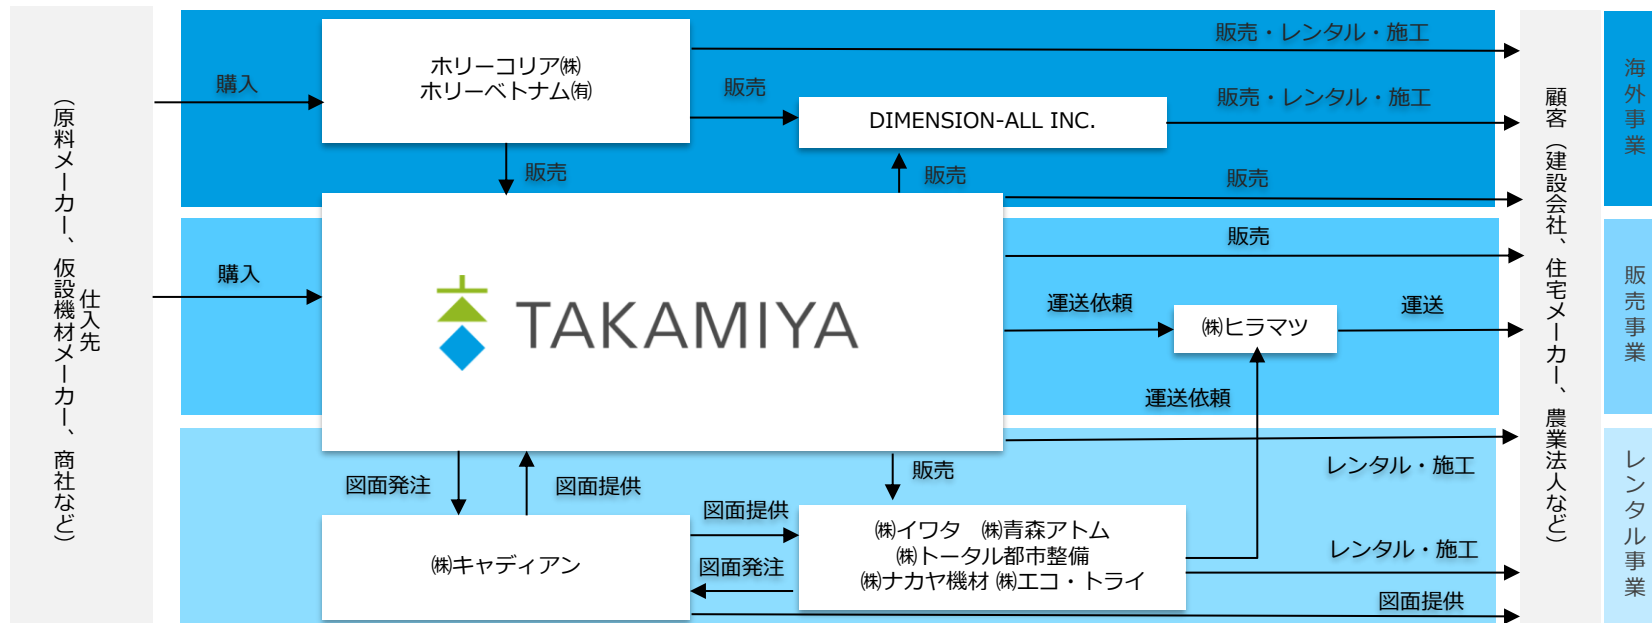 仕入先
（原料メーカー、仮設機材メーカー、商社など）
購入
ホリーコリア㈱
ホリーベトナム㈲
販売・レンタル・施工
販売
DIMENSION-ALL INC.
販売・レンタル・施工
販売
販売
販売
海外事業
購入
TAKAMIYA
販売
運送依頼
㈱ヒラマツ
運送
運送依頼
販売事業
顧客（建設会社、住宅メーカー、農業法人など）
図面発注
図面提供
販売
レンタル・施工
㈱キャディアン
図面提供
図面発注
㈱イワタ　㈱青森アトム
㈱トータル都市整備
㈱ナカヤ機材 ㈱エコ・トライ
レンタル・施工
図面提供
レンタル事業